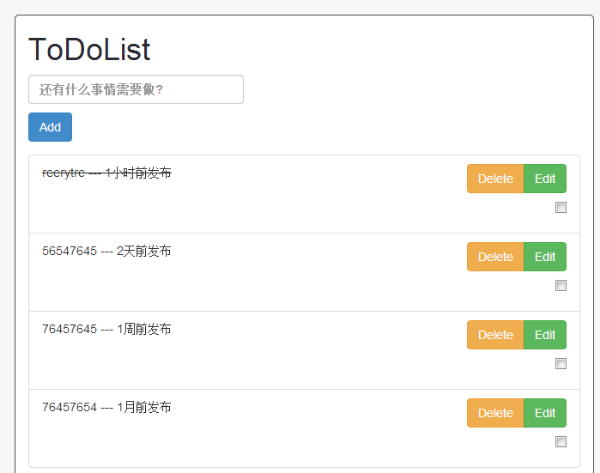 ToDoList
还有什么事情需要做?
Add
reerytre --- 1小时前发布
Delete Edit
56547645 --- 2天前发布
Delete Edit
76457645 --- 1周前发布
Delete Edit
76457654 --- 1月前发布
Delete Edit